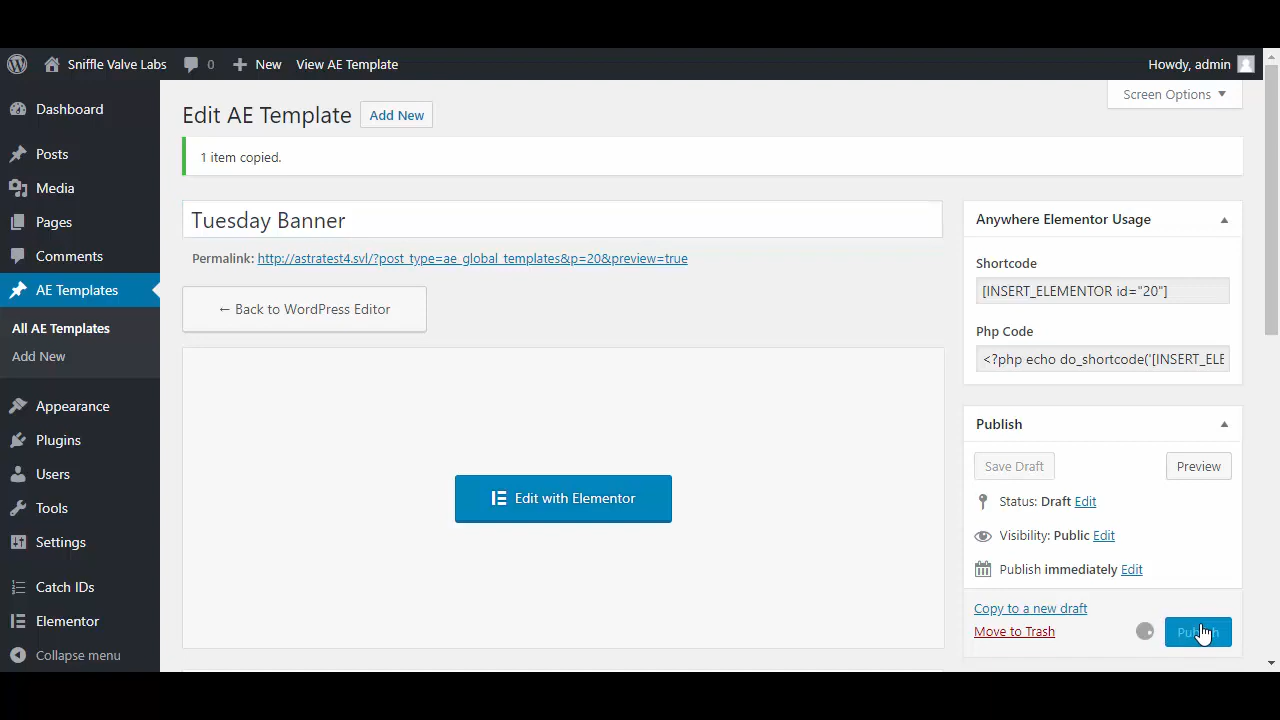 Sniffle Valve Labs 0 New View AE Template Howdy, admin
Screen Options
Edit AE Template Add New
1 item copied.
Tuesday Banner
Permalink: http://astratest4.svl/?post_type=ae_global_templates&p=20&preview=true
← Back to WordPress Editor
Edit with Elementor
Dashboard
Posts
Media
Pages
Comments
AE Templates
All AE Templates
Add New
Appearance
Plugins
Users
Tools
Settings
Catch IDs
Elementor
Collapse menu
Anywhere Elementor Usage
Shortcode
[INSERT_ELEMENTOR id="20"]
Php Code
<?php echo do_shortcode('[INSERT_ELE
Publish
Save Draft Preview
Status: Draft Edit
Visibility: Public Edit
Publish immediately Edit
Copy to a new draft
Move to Trash Publish